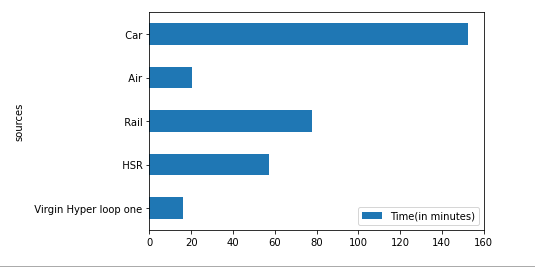 sources
Car
Air
Rail
HSR
Virgin Hyper loop one
Time(in minutes)
0 20 40 60 80 100 120 140 160